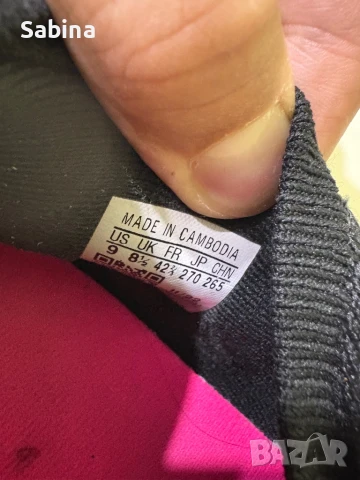 Sabina
MADE IN CAMBODIA
US UK FR JP CHN
9 8½ 42⅔ 270 265
BAZAR